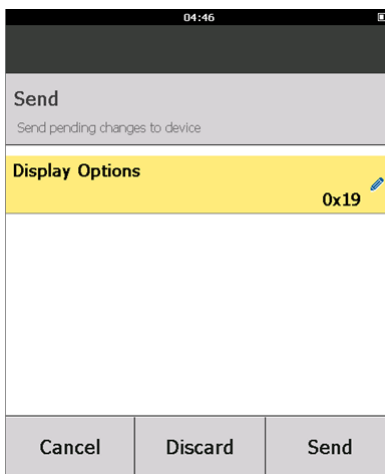 04:46
Send
Send pending changes to device
Display Options
0x19
Cancel Discard Send